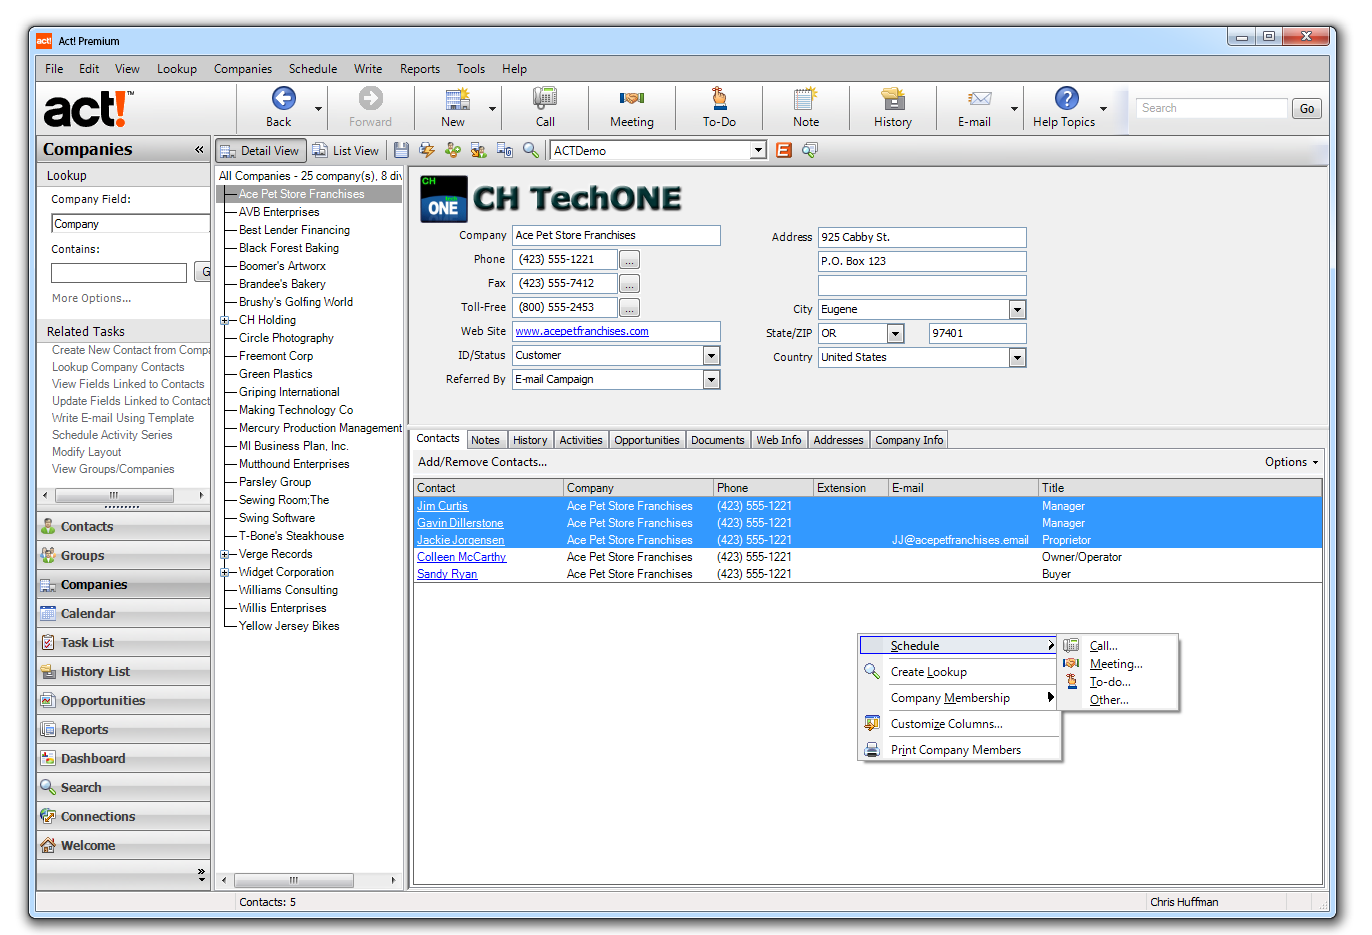 act! Act! Premium
File Edit View Lookup Companies Schedule Write Reports Tools Help
act!™
Back Forward New Call Meeting To-Do Note History E-mail Help Topics Search Go
Companies «
Detail View List View ACTDemo
Lookup
Company Field:
Company
Contains:
G
More Options...
Related Tasks
Create New Contact from Compa
Lookup Company Contacts
View Fields Linked to Contacts
Update Fields Linked to Contact
Write E-mail Using Template
Schedule Activity Series
Modify Layout
View Groups/Companies
Contacts
Groups
Companies
Calendar
Task List
History List
Opportunities
Reports
Dashboard
Search
Connections
Welcome
»
All Companies - 25 company(s), 8 div
Ace Pet Store Franchises
AVB Enterprises
Best Lender Financing
Black Forest Baking
Boomer's Artworx
Brandee's Bakery
Brushy's Golfing World
CH Holding
Circle Photography
Freemont Corp
Green Plastics
Griping International
Making Technology Co
Mercury Production Management
MI Business Plan, Inc.
Mutthound Enterprises
Parsley Group
Sewing Room;The
Swing Software
T-Bone's Steakhouse
Verge Records
Widget Corporation
Williams Consulting
Willis Enterprises
Yellow Jersey Bikes
CH tech ONE CH TechONE
Company Ace Pet Store Franchises
Phone (423) 555-1221 ...
Fax (423) 555-7412 ...
Toll-Free (800) 555-2453 ...
Web Site www.acepetfranchises.com
ID/Status Customer
Referred By E-mail Campaign
Address 925 Cabby St.
P.O. Box 123
City Eugene
State/ZIP OR 97401
Country United States
Contacts Notes History Activities Opportunities Documents Web Info Addresses Company Info
Add/Remove Contacts... Options
Contact Company Phone Extension E-mail Title
Jim Curtis Ace Pet Store Franchises (423) 555-1221 Manager
Gavin Dillerstone Ace Pet Store Franchises (423) 555-1221 Manager
Jackie Jorgensen Ace Pet Store Franchises (423) 555-1221 JJ@acepetfranchises.email Proprietor
Colleen McCarthy Ace Pet Store Franchises (423) 555-1221 Owner/Operator
Sandy Ryan Ace Pet Store Franchises (423) 555-1221 Buyer
Schedule
Create Lookup
Company Membership
Customize Columns...
Print Company Members
Call...
Meeting...
To-do...
Other...
Contacts: 5 Chris Huffman